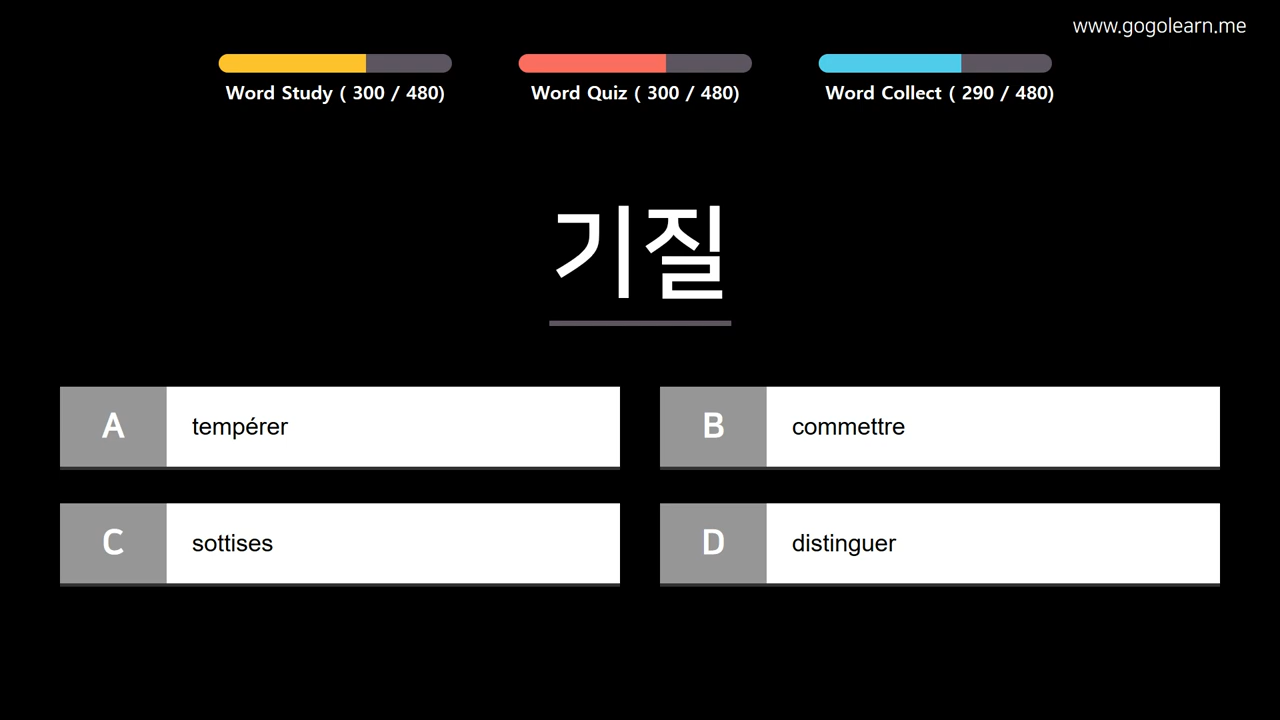 www.gogolearn.me
Word Study ( 300 / 480)
Word Quiz ( 300 / 480)
Word Collect ( 290 / 480)
기질
A tempérer
B commettre
C sottises
D distinguer